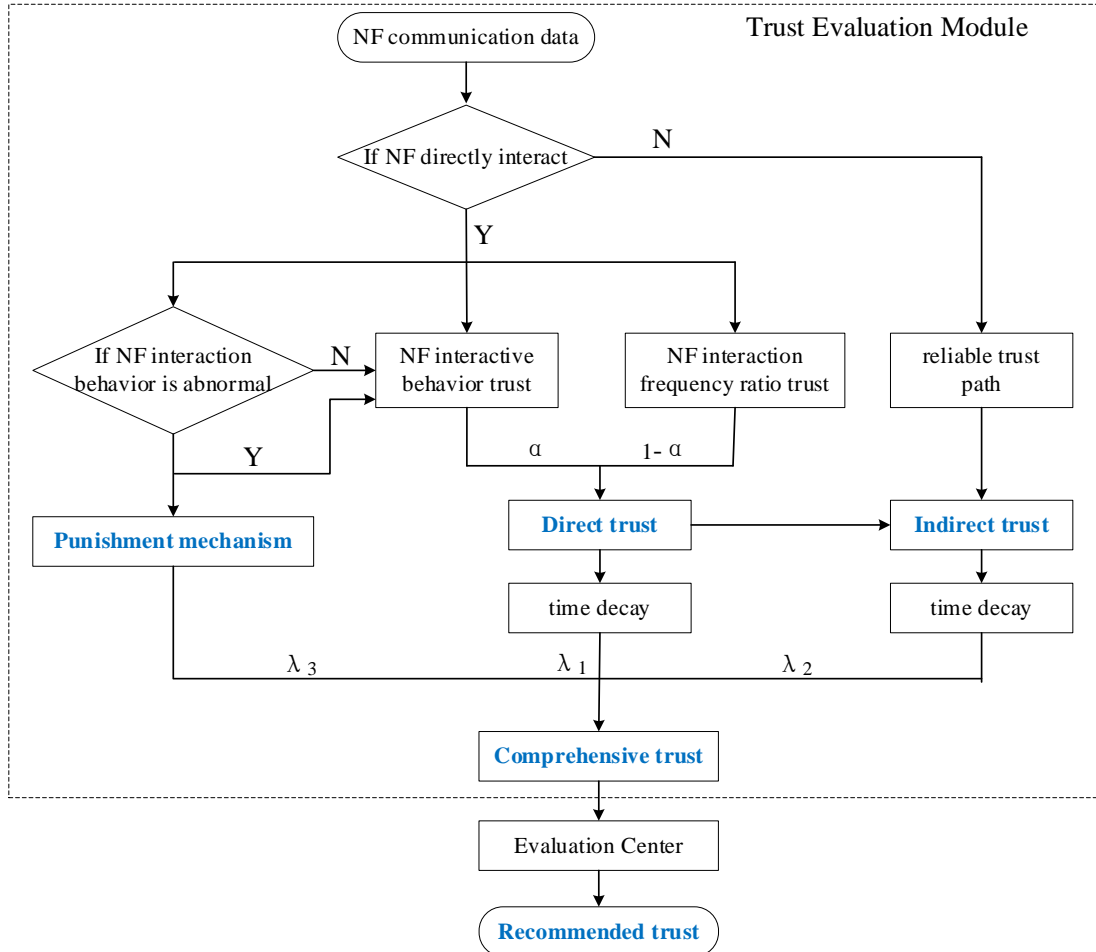 Trust Evaluation Module
NF communication data
If NF directly interact
N
Y
If NF interaction
behavior is abnormal
N
NF interactive
behavior trust
NF interaction
frequency ratio trust
reliable trust
path
Y
α
1- α
Punishment mechanism
Direct trust
Indirect trust
time decay
time decay
λ 3
λ 1
λ 2
Comprehensive trust
Evaluation Center
Recommended trust